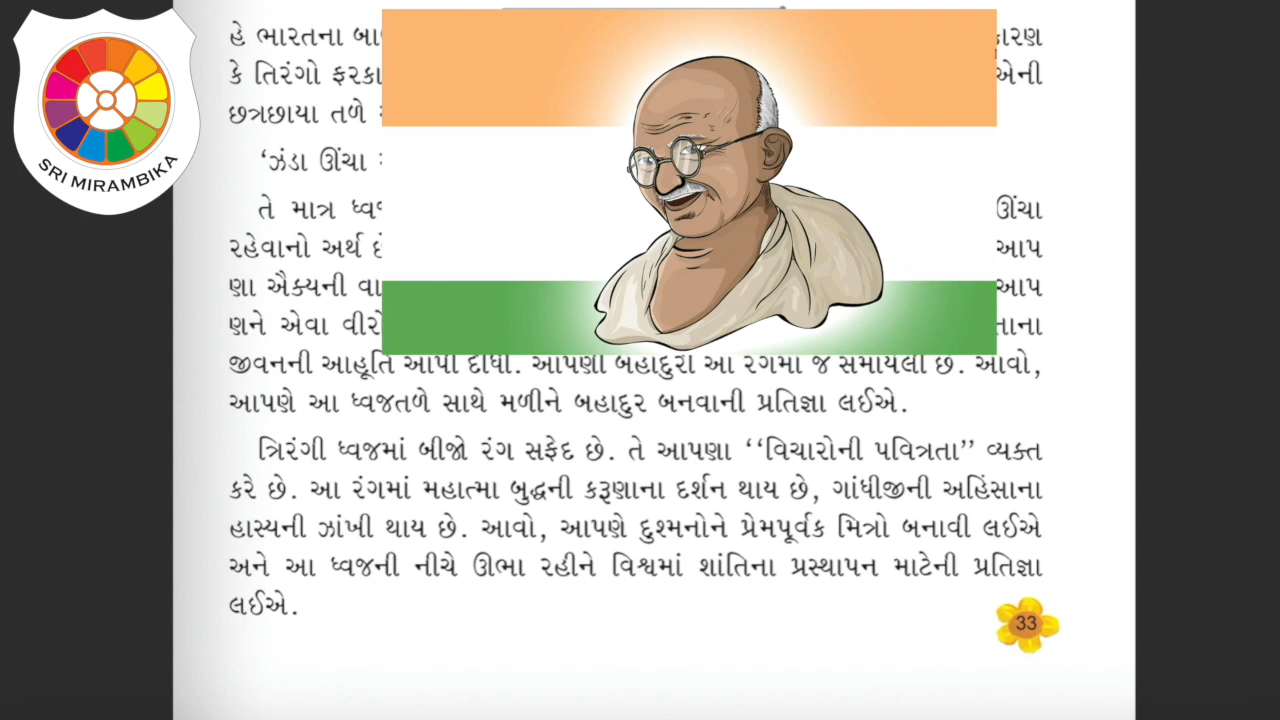 SRI MIRAMBIKA
હે ભારતના
કે તિરંગો એની
છત્રછાયા તળે
‘ઝંડા ઊંચા
તે માત્ર ઊંચા
રહેવાનો અર્થ આપ
ણા ઐક્યની આપ
ણને એવા
જીવનની આહૂતિ આપી દીધી. આપણી બહાદુરી આ રંગમાં જ સમાયેલી છે. આવો,
આપણે આ ધ્વજતળે સાથે મળીને બહાદુર બનવાની પ્રતિજ્ઞા લઈએ.
ત્રિરંગી ધ્વજમાં બીજો રંગ સફેદ છે. તે આપણા ‘‘વિચારોની પવિત્રતા’’ વ્યક્ત
કરે છે. આ રંગમાં મહાત્મા બુદ્ધની કરૂણાના દર્શન થાય છે, ગાંધીજીની અહિંસાના
હાસ્યની ઝાંખી થાય છે. આવો, આપણે દુશ્મનોને પ્રેમપૂર્વક મિત્રો બનાવી લઈએ
અને આ ધ્વજની નીચે ઊભા રહીને વિશ્વમાં શાંતિના પ્રસ્થાપન માટેની પ્રતિજ્ઞા
લઈએ.
33